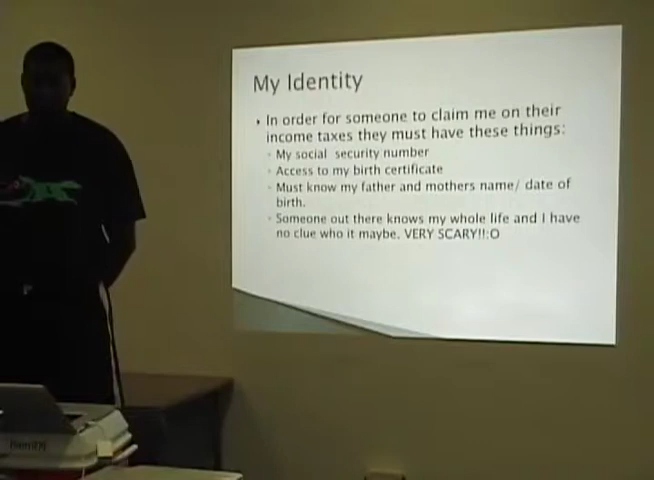 My Identity
• In order for someone to claim me on their
income taxes they must have these things:
◦ My social security number
◦ Access to my birth certificate
◦ Must know my father and mothers name/ date of
birth.
◦ Someone out there knows my whole life and I have
no clue who it maybe. VERY SCARY!!:O